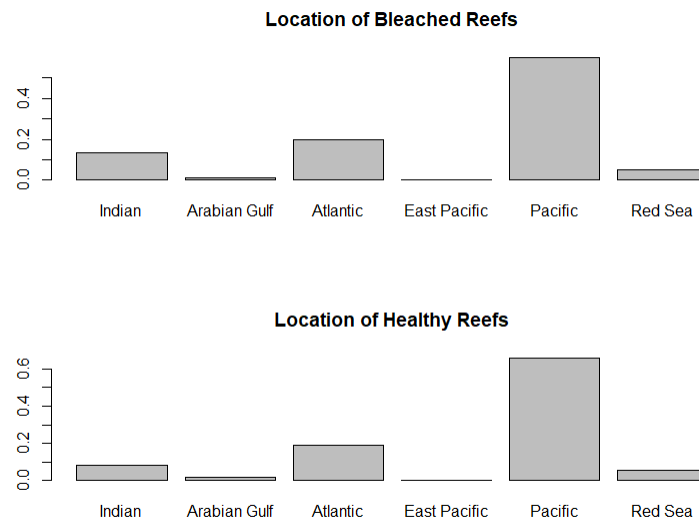 Location of Bleached Reefs
0.4
0.2
0.0
Indian Arabian Gulf Atlantic East Pacific Pacific Red Sea
Location of Healthy Reefs
0.6
0.4
0.2
0.0
Indian Arabian Gulf Atlantic East Pacific Pacific Red Sea